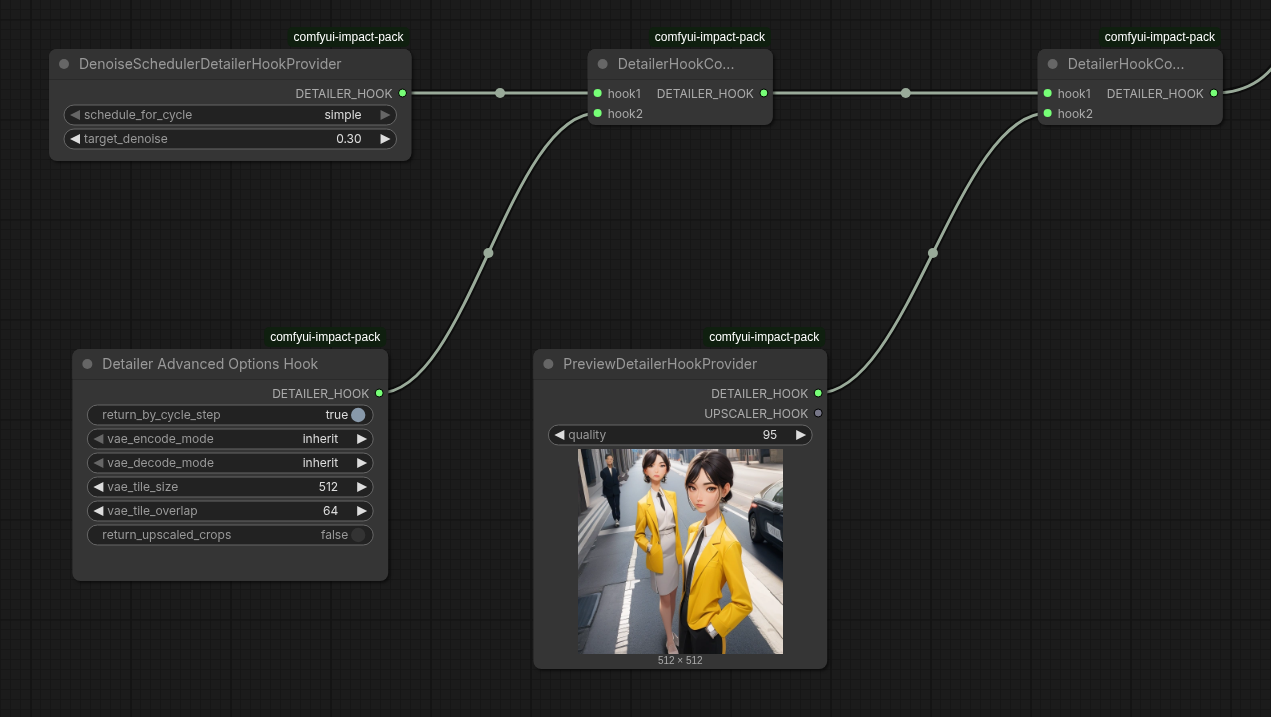 comfyui-impact-pack
DenoiseSchedulerDetailerHookProvider
DETAILER_HOOK
schedule_for_cycle simple
target_denoise 0.30
comfyui-impact-pack
DetailerHookCo...
hook1 DETAILER_HOOK
hook2
comfyui-impact-pack
DetailerHookCo...
hook1 DETAILER_HOOK
hook2
comfyui-impact-pack
Detailer Advanced Options Hook
DETAILER_HOOK
return_by_cycle_step true
vae_encode_mode inherit
vae_decode_mode inherit
vae_tile_size 512
vae_tile_overlap 64
return_upscaled_crops false
comfyui-impact-pack
PreviewDetailerHookProvider
DETAILER_HOOK
UPSCALER_HOOK
quality 95
512 × 512